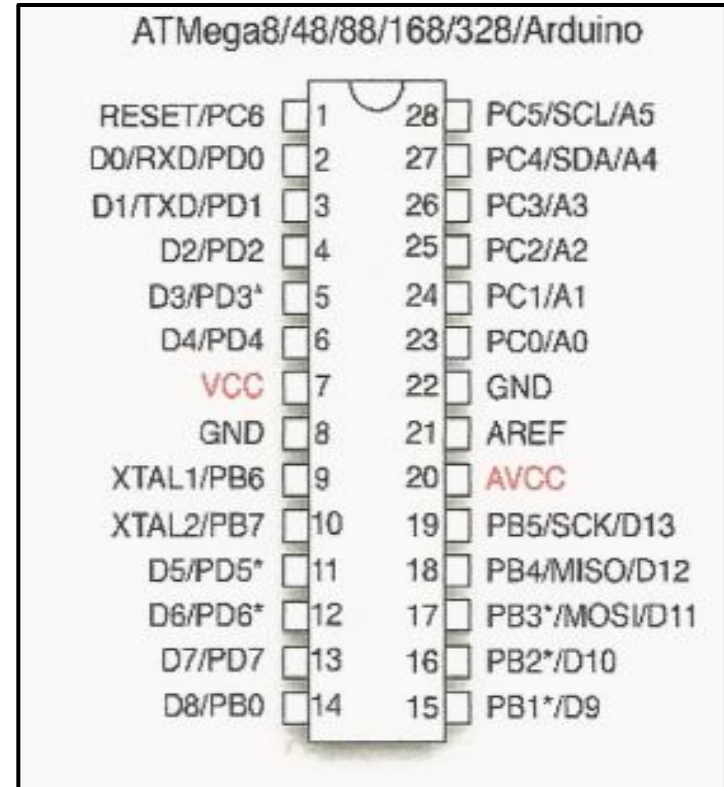 ATMega8/48/88/168/328/Arduino
RESET/PC6 1 28 PC5/SCL/A5
D0/RXD/PD0 2 27 PC4/SDA/A4
D1/TXD/PD1 3 26 PC3/A3
D2/PD2 4 25 PC2/A2
D3/PD3* 5 24 PC1/A1
D4/PD4 6 23 PC0/A0
VCC 7 22 GND
GND 8 21 AREF
XTAL1/PB6 9 20 AVCC
XTAL2/PB7 10 19 PB5/SCK/D13
D5/PD5* 11 18 PB4/MISO/D12
D6/PD6* 12 17 PB3*/MOSI/D11
D7/PD7 13 16 PB2*/D10
D8/PB0 14 15 PB1*/D9